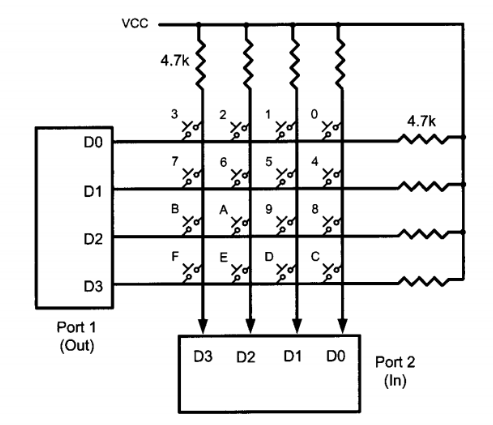 VCC
4.7k
3 2 1 0
4.7k
D0
7 6 5 4
D1
B A 9 8
D2
F E D C
D3
Port 1
(Out)
D3 D2 D1 D0
Port 2
(In)